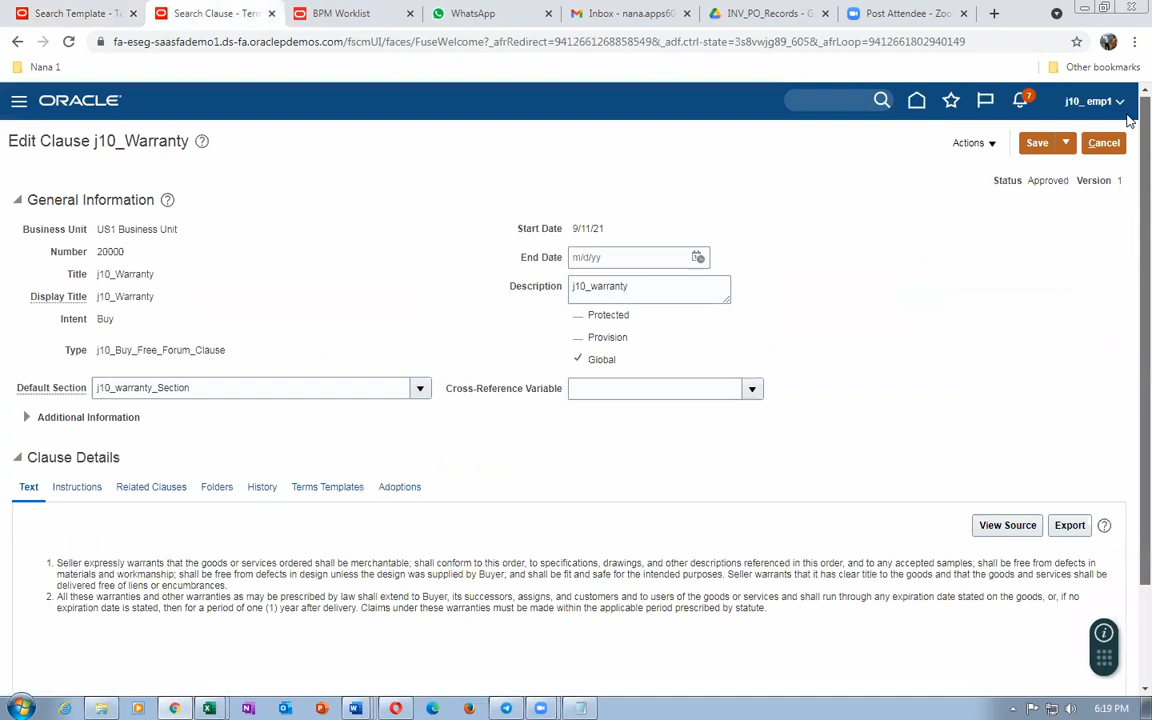 Search Template - Te
Search Clause - Term
BPM Worklist
WhatsApp
Inbox - nana.apps60
INV_PO_Records - G
Post Attendee - Zoo
fa-eseg-saasfademo1.ds-fa.oraclepdemos.com/fscmUI/faces/FuseWelcome?_afrRedirect=9412661268858549&_adf.ctrl-state=3s8vwjg89_605&_afrLoop=9412661802940149
Nana 1
Other bookmarks
ORACLE
7
j10_ emp1
Edit Clause j10_Warranty
Actions
Save
Cancel
Status Approved Version 1
General Information
Business Unit US1 Business Unit
Number 20000
Title j10_Warranty
Display Title j10_Warranty
Intent Buy
Type j10_Buy_Free_Forum_Clause
Default Section j10_warranty_Section
Start Date 9/11/21
End Date m/d/yy
Description j10_warranty
Protected
Provision
Global
Cross-Reference Variable
Additional Information
Clause Details
Text Instructions Related Clauses Folders History Terms Templates Adoptions
View Source Export
1. Seller expressly warrants that the goods or services ordered shall be merchantable; shall conform to this order, to specifications, drawings, and other descriptions referenced in this order, and to any accepted samples; shall be free from defects in
materials and workmanship; shall be free from defects in design unless the design was supplied by Buyer; and shall be fit and safe for the intended purposes. Seller warrants that it has clear title to the goods and that the goods and services shall be
delivered free of liens or encumbrances.
2. All these warranties and other warranties as may be prescribed by law shall extend to Buyer, its successors, assigns, and customers and to users of the goods or services and shall run through any expiration date stated on the goods, or, if no
expiration date is stated, then for a period of one (1) year after delivery. Claims under these warranties must be made within the applicable period prescribed by statute.
6:19 PM